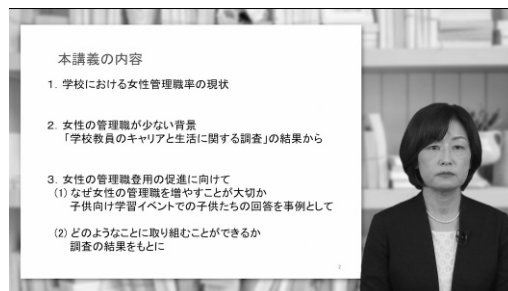 本講義の内容
1. 学校における女性管理職率の現状
2. 女性の管理職が少ない背景
「学校教員のキャリアと生活に関する調査」の結果から
3. 女性の管理職登用の促進に向けて
(1) なぜ女性の管理職を増やすことが大切か
子供向け学習イベントでの子供たちの回答を事例として
(2) どのようなことに取り組むことができるか
調査の結果をもとに
2